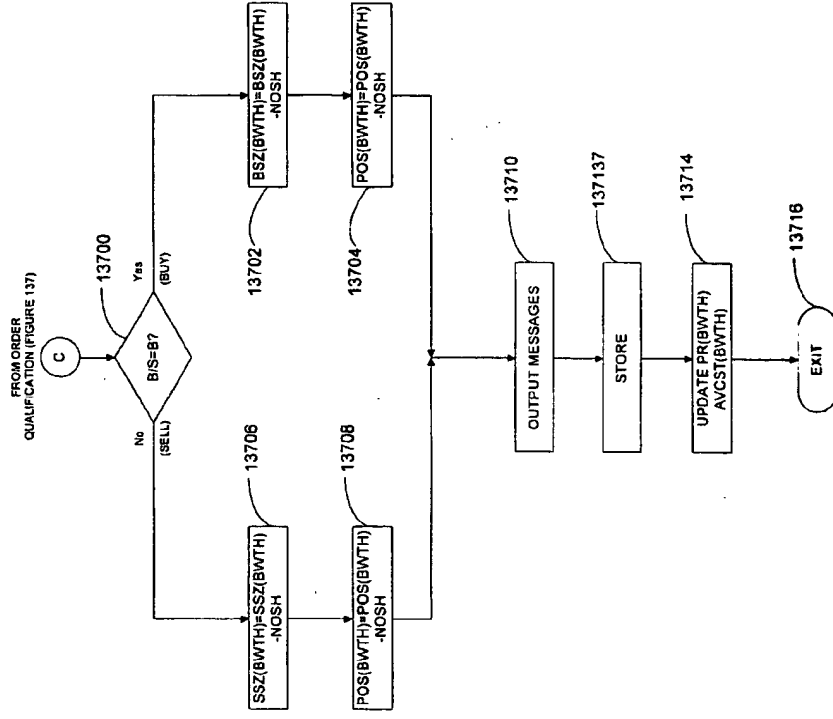 FROM ORDER
QUALIFICATION (FIGURE 137)
C
13700
B/S=B?
No
(SELL)
Yes
(BUY)
SSZ(BWTH)=SSZ(BWTH)
-NOSH
13706
POS(BWTH)=POS(BWTH)
-NOSH
13708
BSZ(BWTH)=BSZ(BWTH)
-NOSH
13702
POS(BWTH)=POS(BWTH)
-NOSH
13704
OUTPUT MESSAGES
13710
STORE
137137
UPDATE PR(BWTH)
AVCST(BWTH)
13714
EXIT
13716